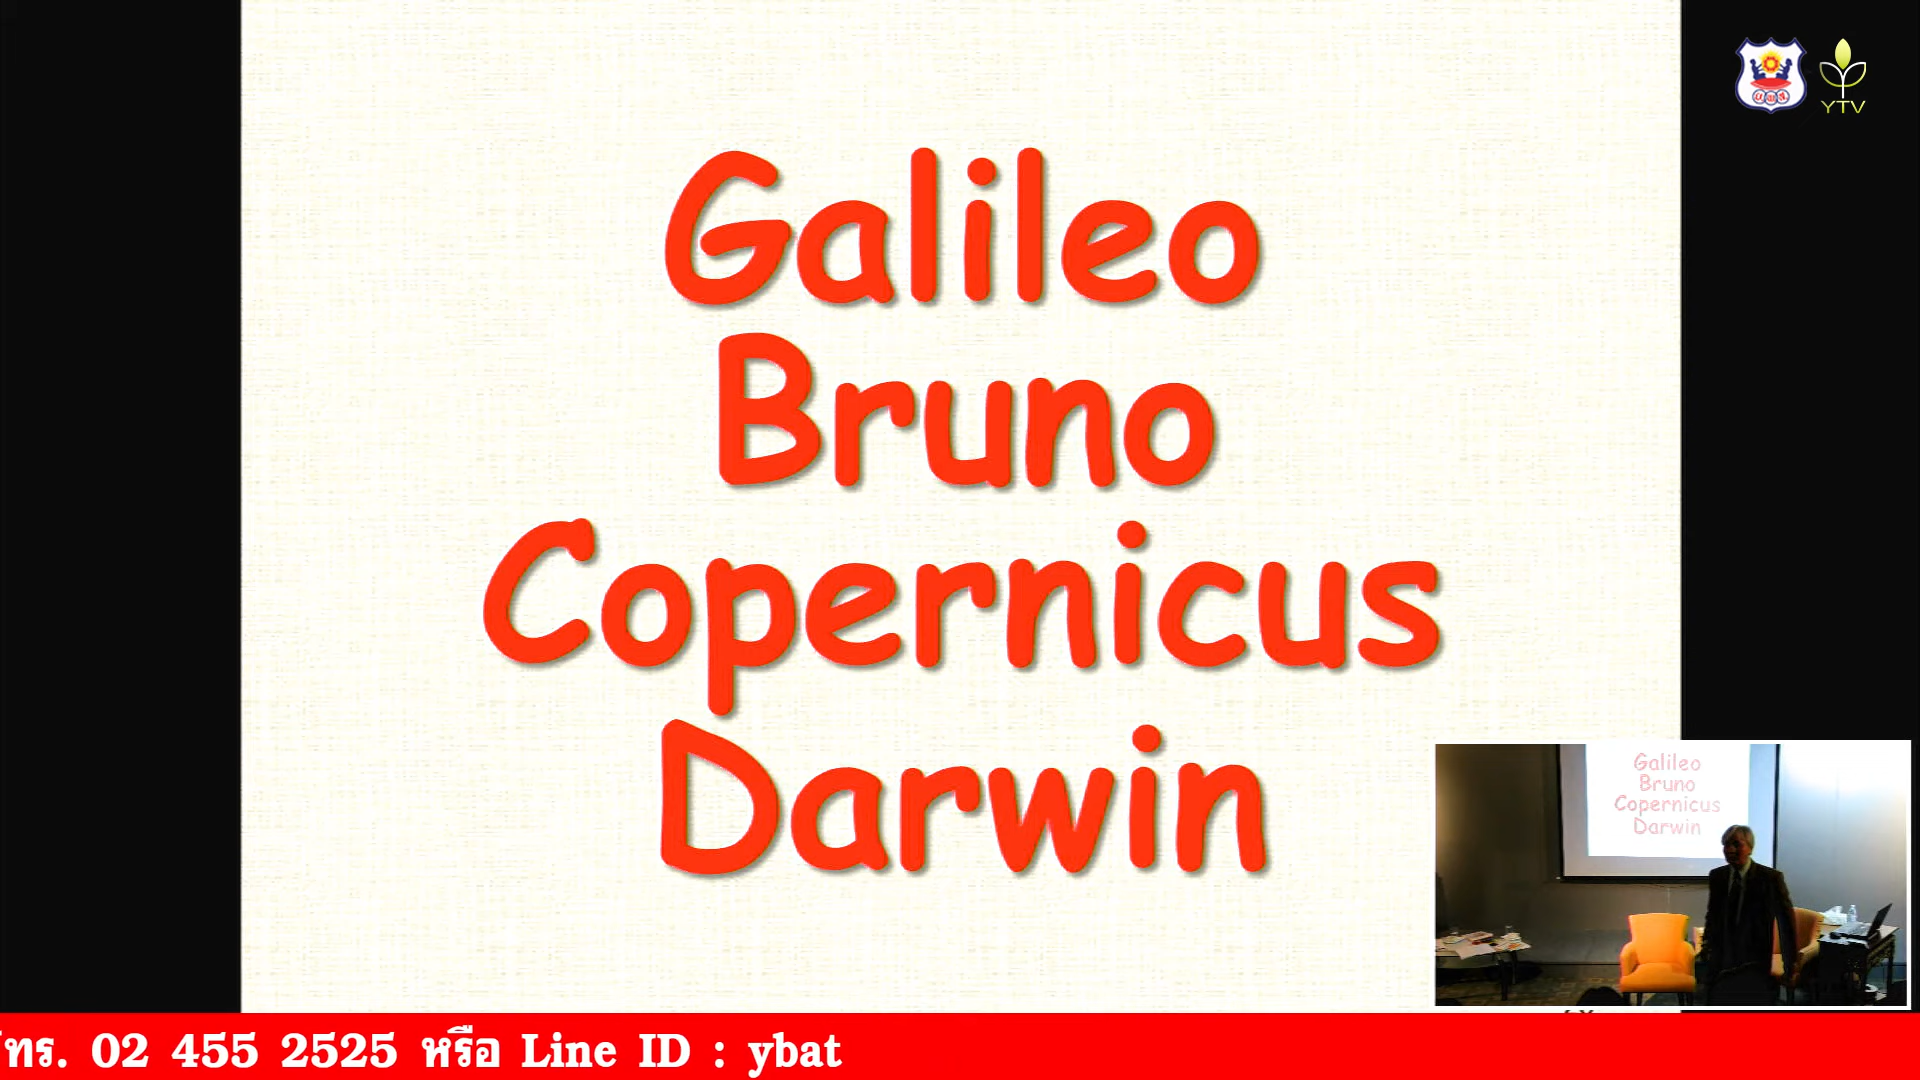 Galileo
Bruno
Copernicus
Darwin
YTV
Galileo
Bruno
Copernicus
Darwin
โทร. 02 455 2525 หรือ Line ID : ybat